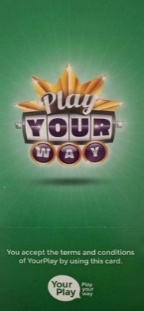 Play
YOUR
WAY
You accept the terms and conditions
of YourPlay by using this card.
Your
Play
Play
your
way